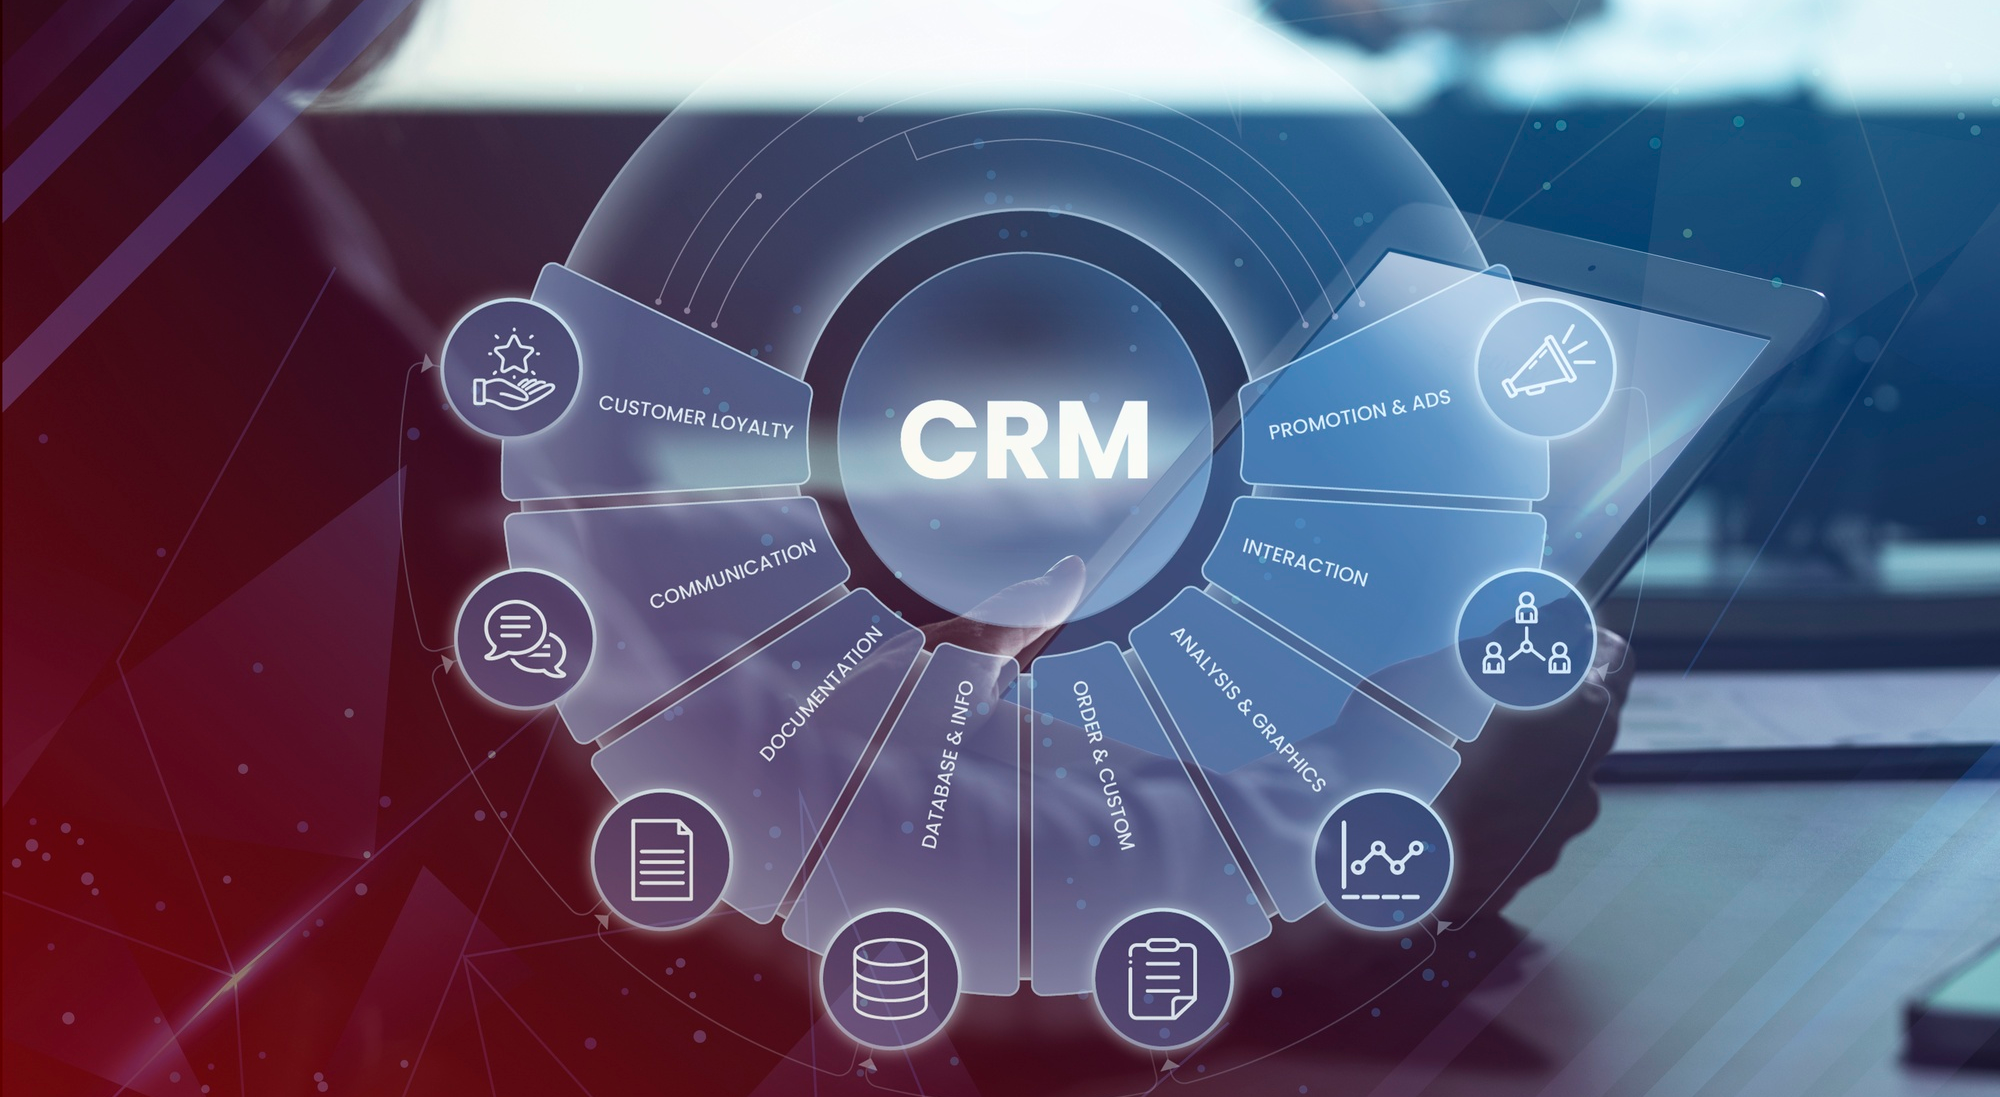 CRM
CUSTOMER LOYALTY
COMMUNICATION
DOCUMENTATION
DATABASE & INFO
ORDER & CUSTOM
ANALYSIS & GRAPHICS
INTERACTION
PROMOTION & ADS